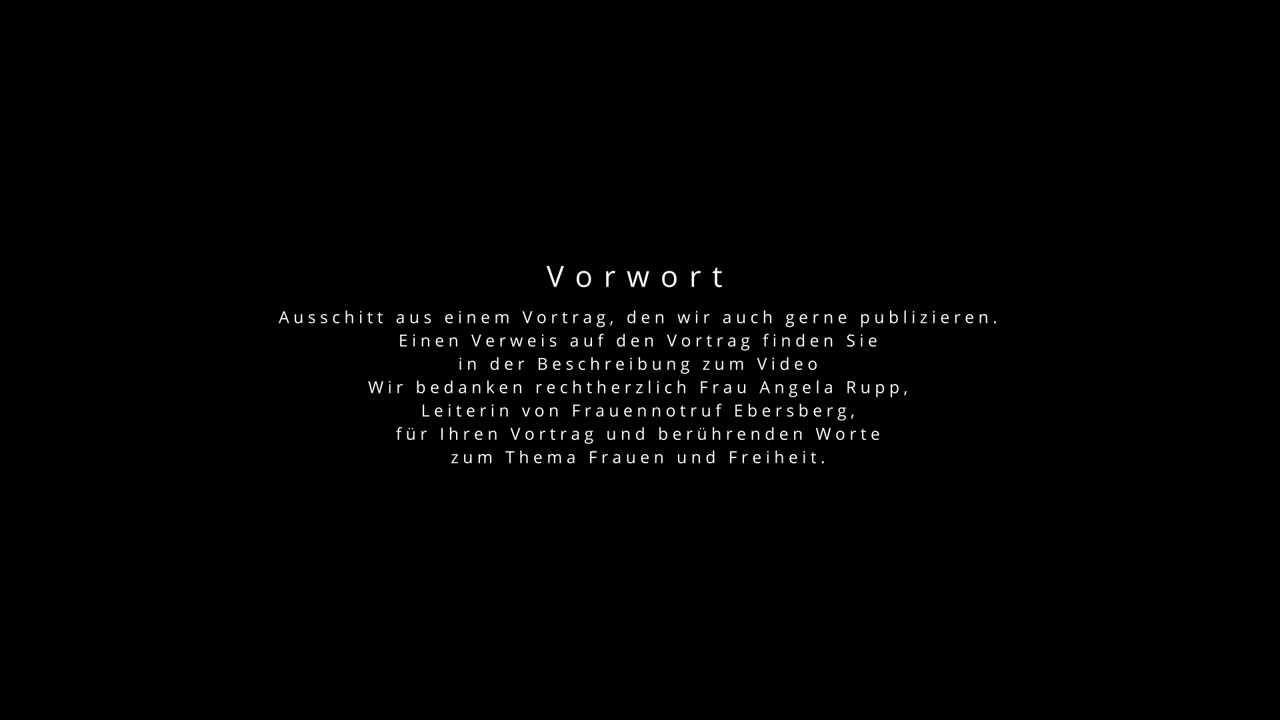 Vorwort
Ausschitt aus einem Vortrag, den wir auch gerne publizieren.
Einen Verweis auf den Vortrag finden Sie
in der Beschreibung zum Video
Wir bedanken rechtherzlich Frau Angela Rupp,
Leiterin von Frauennotruf Ebersberg,
für Ihren Vortrag und berührenden Worte
zum Thema Frauen und Freiheit.